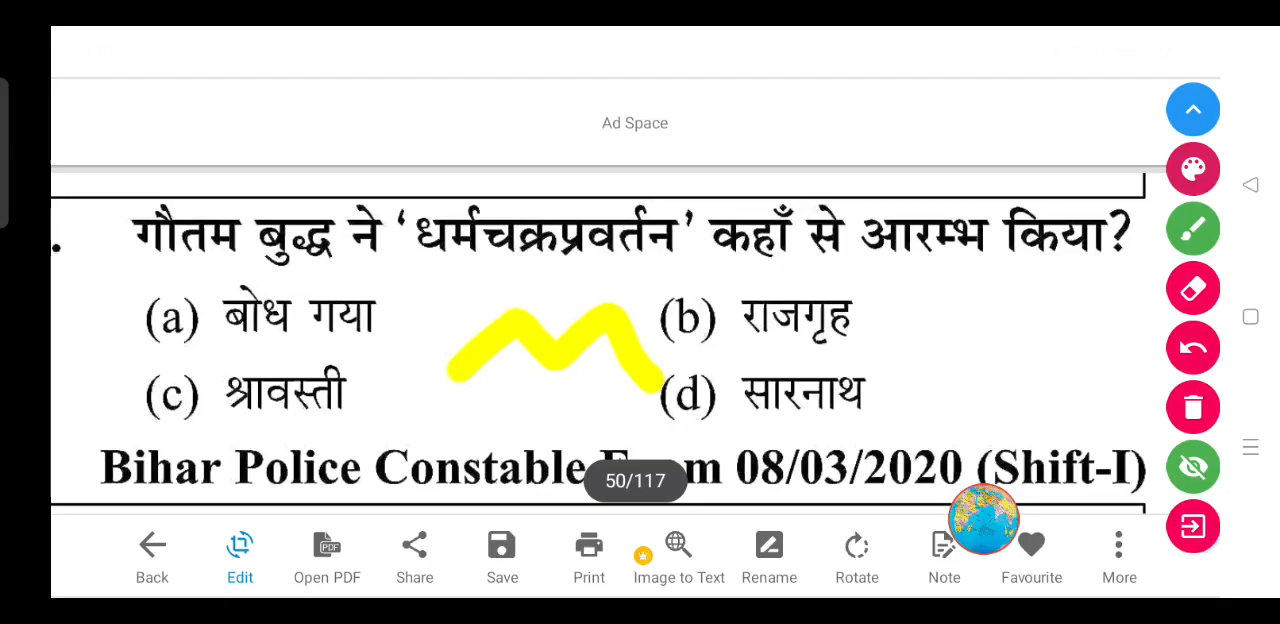 Ad Space
. गौतम बुद्ध ने ‘धर्मचक्रप्रवर्तन’ कहाँ से आरम्भ किया?
(a) बोध गया (b) राजगृह
(c) श्रावस्ती (d) सारनाथ
Bihar Police Constable 08/03/2020 (Shift-I)
50/117
Back Edit Open PDF Share Save Print Image to Text Rename Rotate Note Favourite More
PDF